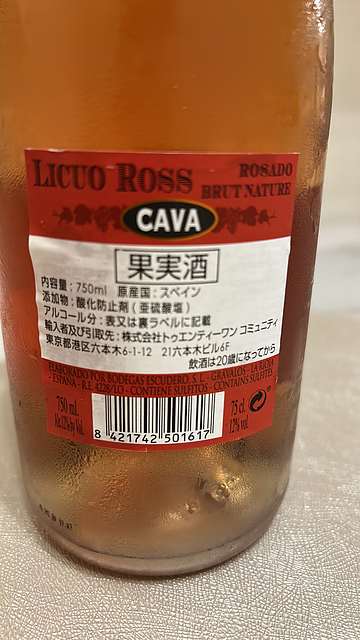 LICUO ROSS
ROSADO
BRUT NATURE
CAVA
果実酒
内容量：750ml 原産国：スペイン
添加物：酸化防止剤(亜硫酸塩)
アルコール分：表又は裏ラベルに記載
輸入者及び引取先：株式会社トゥエンティーワン コミュニティ
東京都港区六本木6-1-12 21六本木ビル6F
飲酒は20歳になってから
ELABORADO POR BODEGAS ESCUDERO, S. L. - GRAVALOS - LA RIOJA
- ESPAÑA - R.E. 4228/LO - CONTIENE SULFITOS - CONTAINS SULFITES
750 mL
Alc.12% by Vol.
75 cl.
12% vol.
8 421742 501617